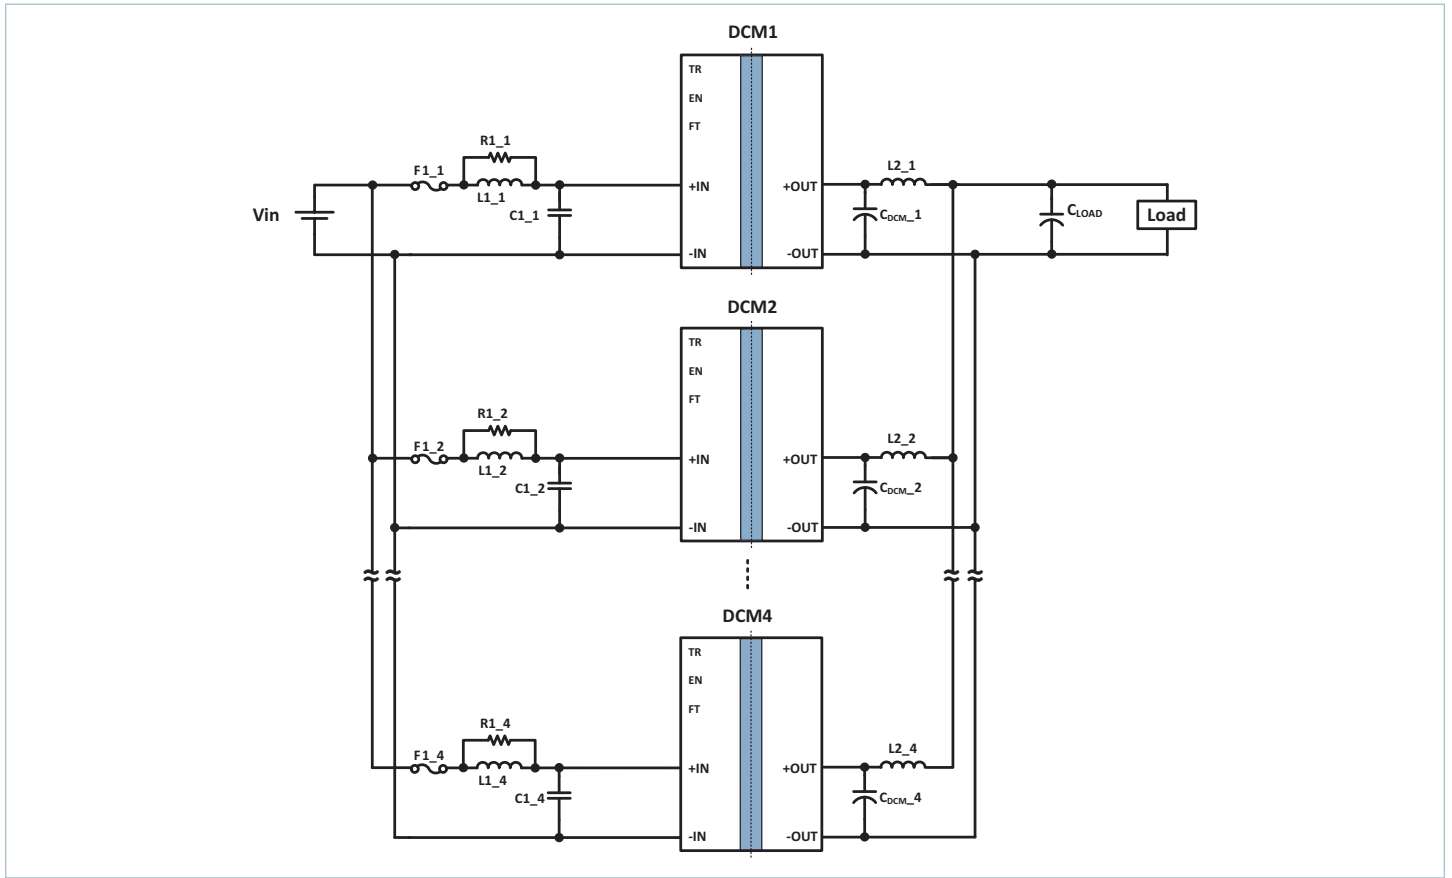 DCM1
TR
EN
FT
R1_1
F1_1
L1_1
C1_1
+IN
-IN
+OUT
-OUT
L2_1
CDCM_1
CLOAD
Load
Vin
DCM2
TR
EN
FT
R1_2
F1_2
L1_2
C1_2
+IN
-IN
+OUT
-OUT
L2_2
CDCM_2
DCM4
TR
EN
FT
R1_4
F1_4
L1_4
C1_4
+IN
-IN
+OUT
-OUT
L2_4
CDCM_4